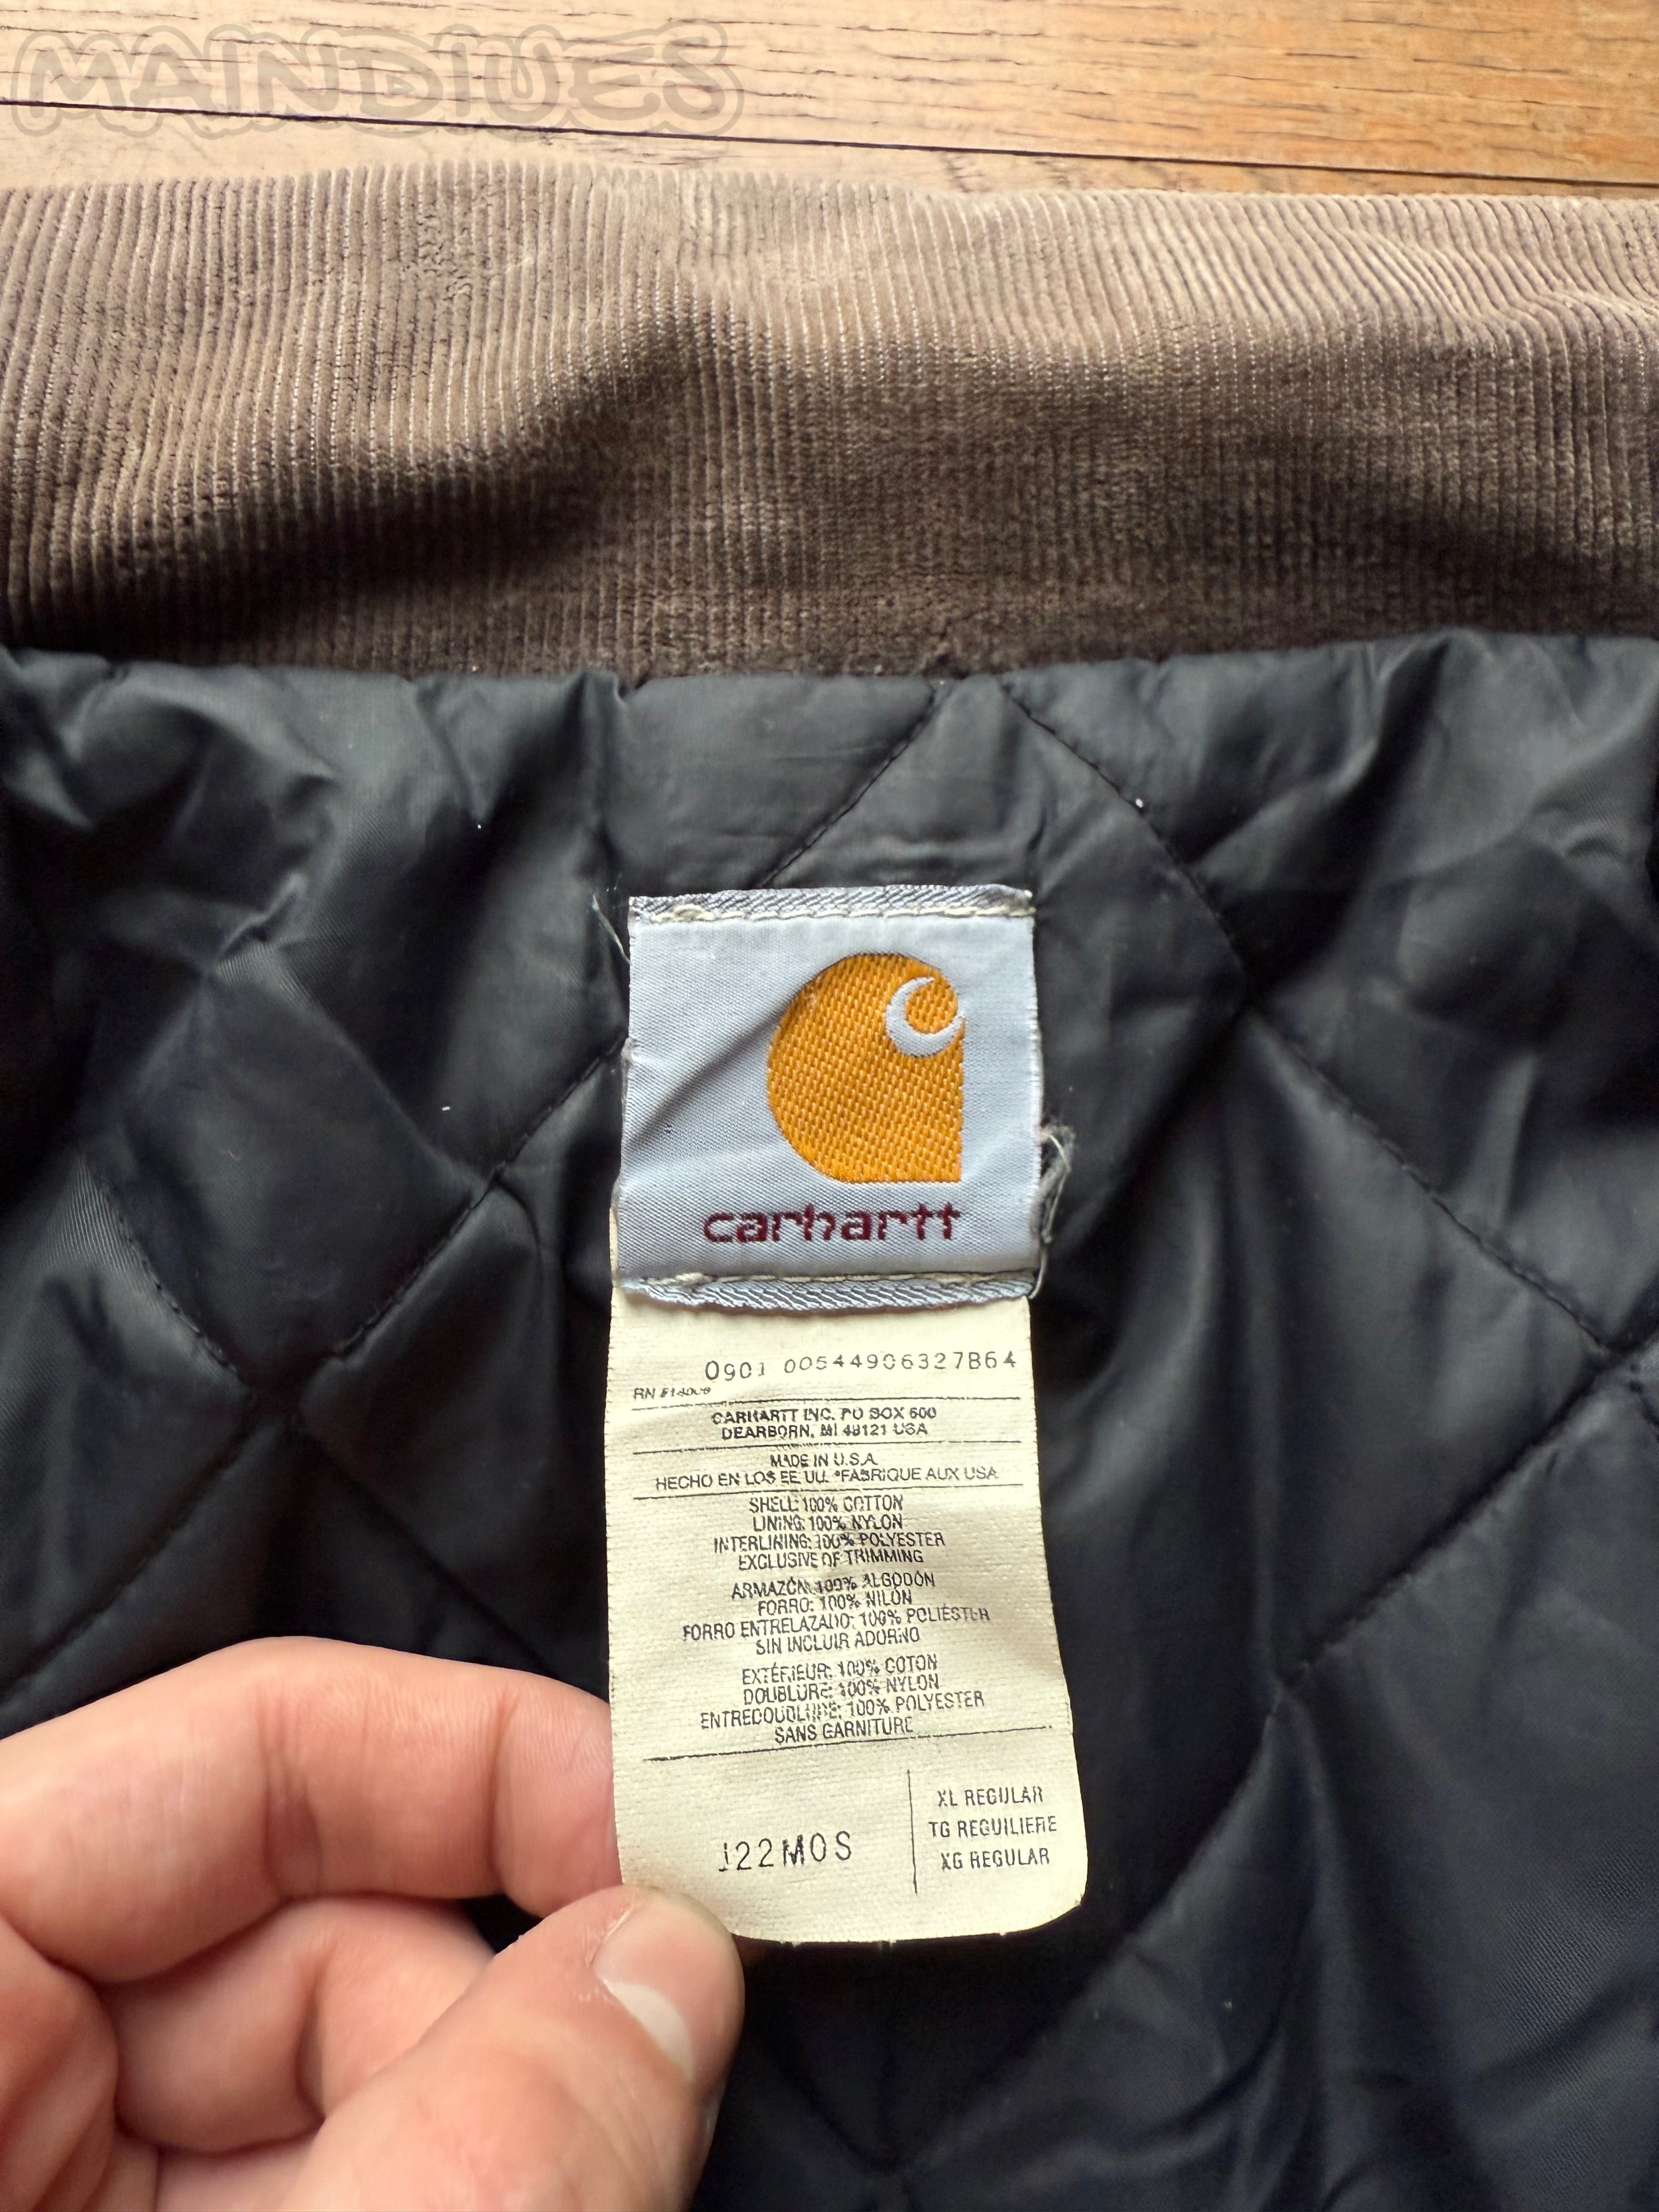 MAINDIUES
carhartt
0901 00544906327B64
RN
CARHARTT INC. PO BOX 600
DEARBORN, MI 48121 USA
MADE IN U.S.A.
HECHO EN LOS EE. UU. *FABRIQUE AUX USA
SHELL: 100% COTTON
LINING: 100% NYLON
INTERLINING: 100% POLYESTER
EXCLUSIVE OF TRIMMING
ARMAZÓN: 100% ALGODÓN
FORRO: 100% NILÓN
FORRO ENTRELAZADO: 100% POLIÉSTER
SIN INCLUIR ADORNO
EXTÉRIEUR: 100% COTON
DOUBLURE: 100% NYLON
ENTREDOUBLURE: 100% POLYESTER
SANS GARNITURE
J22MOS
XL REGULAR
TG REGUILIERE
XG REGULAR